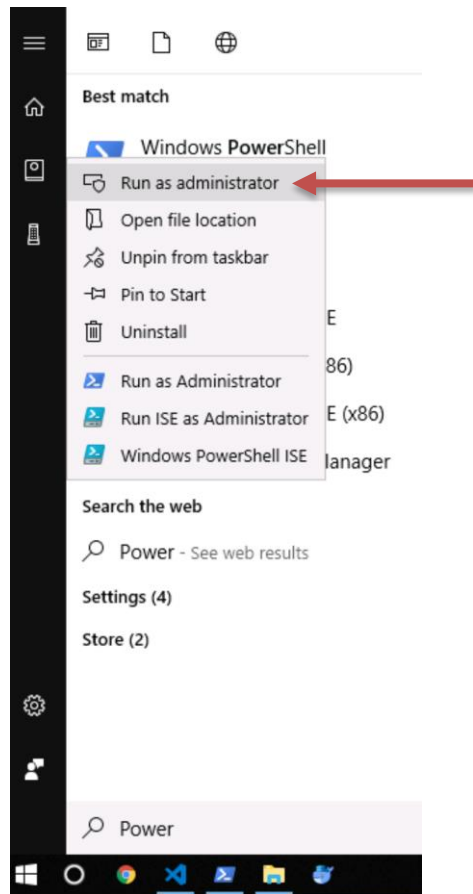 Best match
Windows PowerShell
Run as administrator
Open file location
Unpin from taskbar
Pin to Start
E
Uninstall
86)
Run as Administrator
Run ISE as Administrator
E (x86)
Windows PowerShell ISE
lanager
Search the web
Power - See web results
Settings (4)
Store (2)
Power